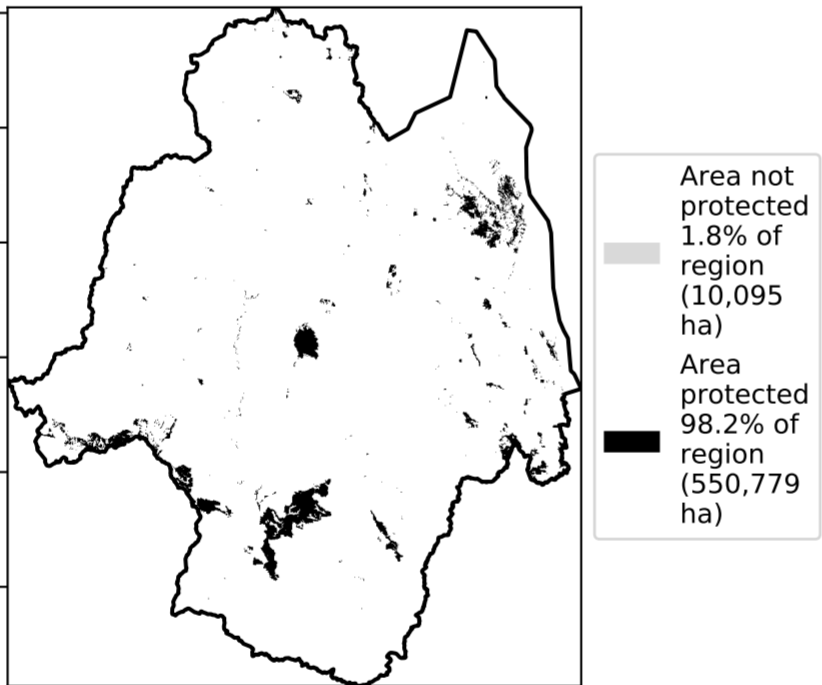 Area not
protected
1.8% of
region
(10,095
ha)
Area
protected
98.2% of
region
(550,779
ha)